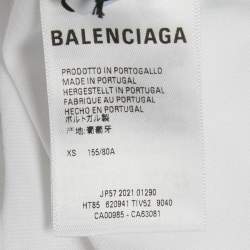 BALENCIAGA
PRODOTTO IN PORTOGALLO
MADE IN PORTUGAL
HERGESTELLT IN PORTUGAL
FABRIQUE AU PORTUGAL
HECHO EN PORTUGAL
ポルトガル製
产地:葡萄牙
XS 155/80A
JP57 2021 01290
HT85 620941 TIV52 9040
CA00985 - CA63081